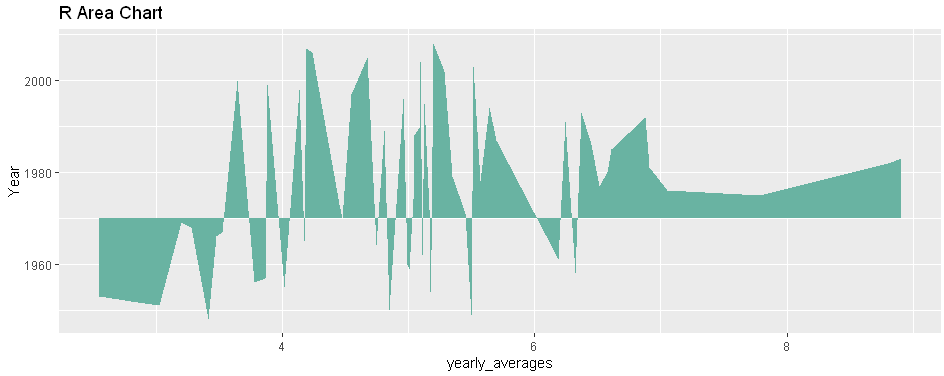 R Area Chart
2000
1980
1960
Year
4 6 8
yearly_averages